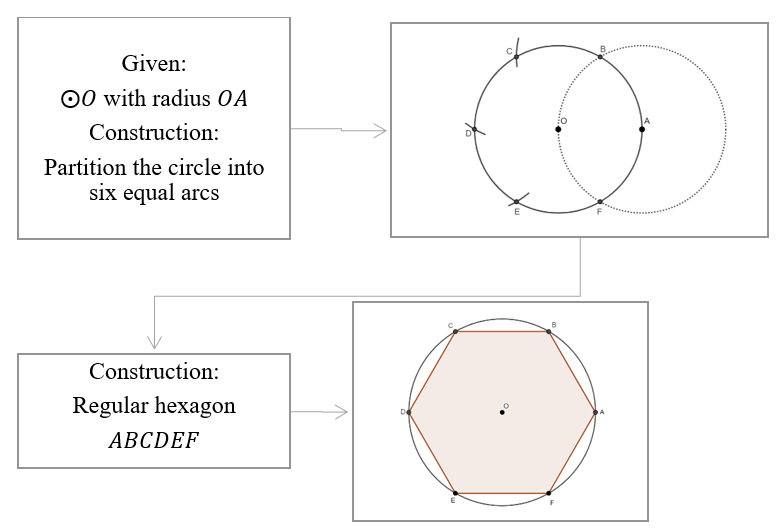 Given:
⊙O with radius OA
Construction:
Partition the circle into
six equal arcs
C
B
O
A
D
E
F
Construction:
Regular hexagon
ABCDEF
C
B
O
D
A
E
F